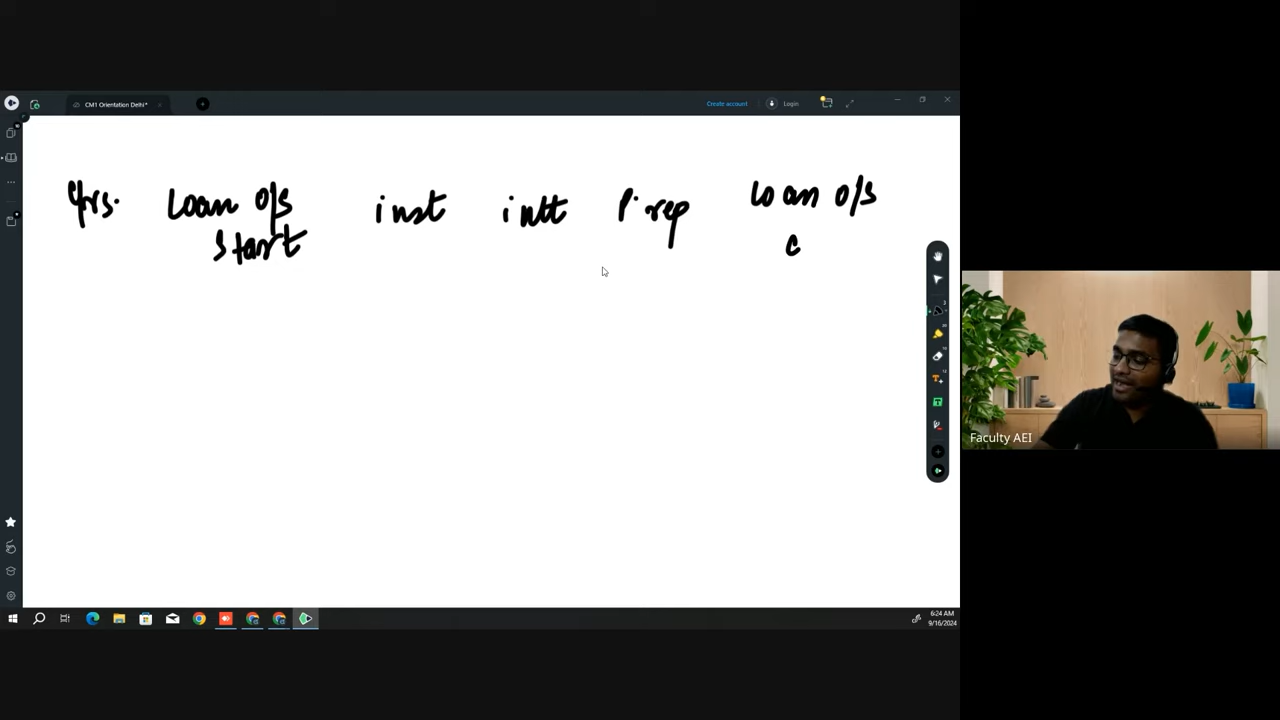 CM1 Orientation Delhi*
Create account
Login
Yrs. Loan o/s inst intt P. rep Loan o/s
start c
Faculty AEI
6:24 AM
9/16/2024